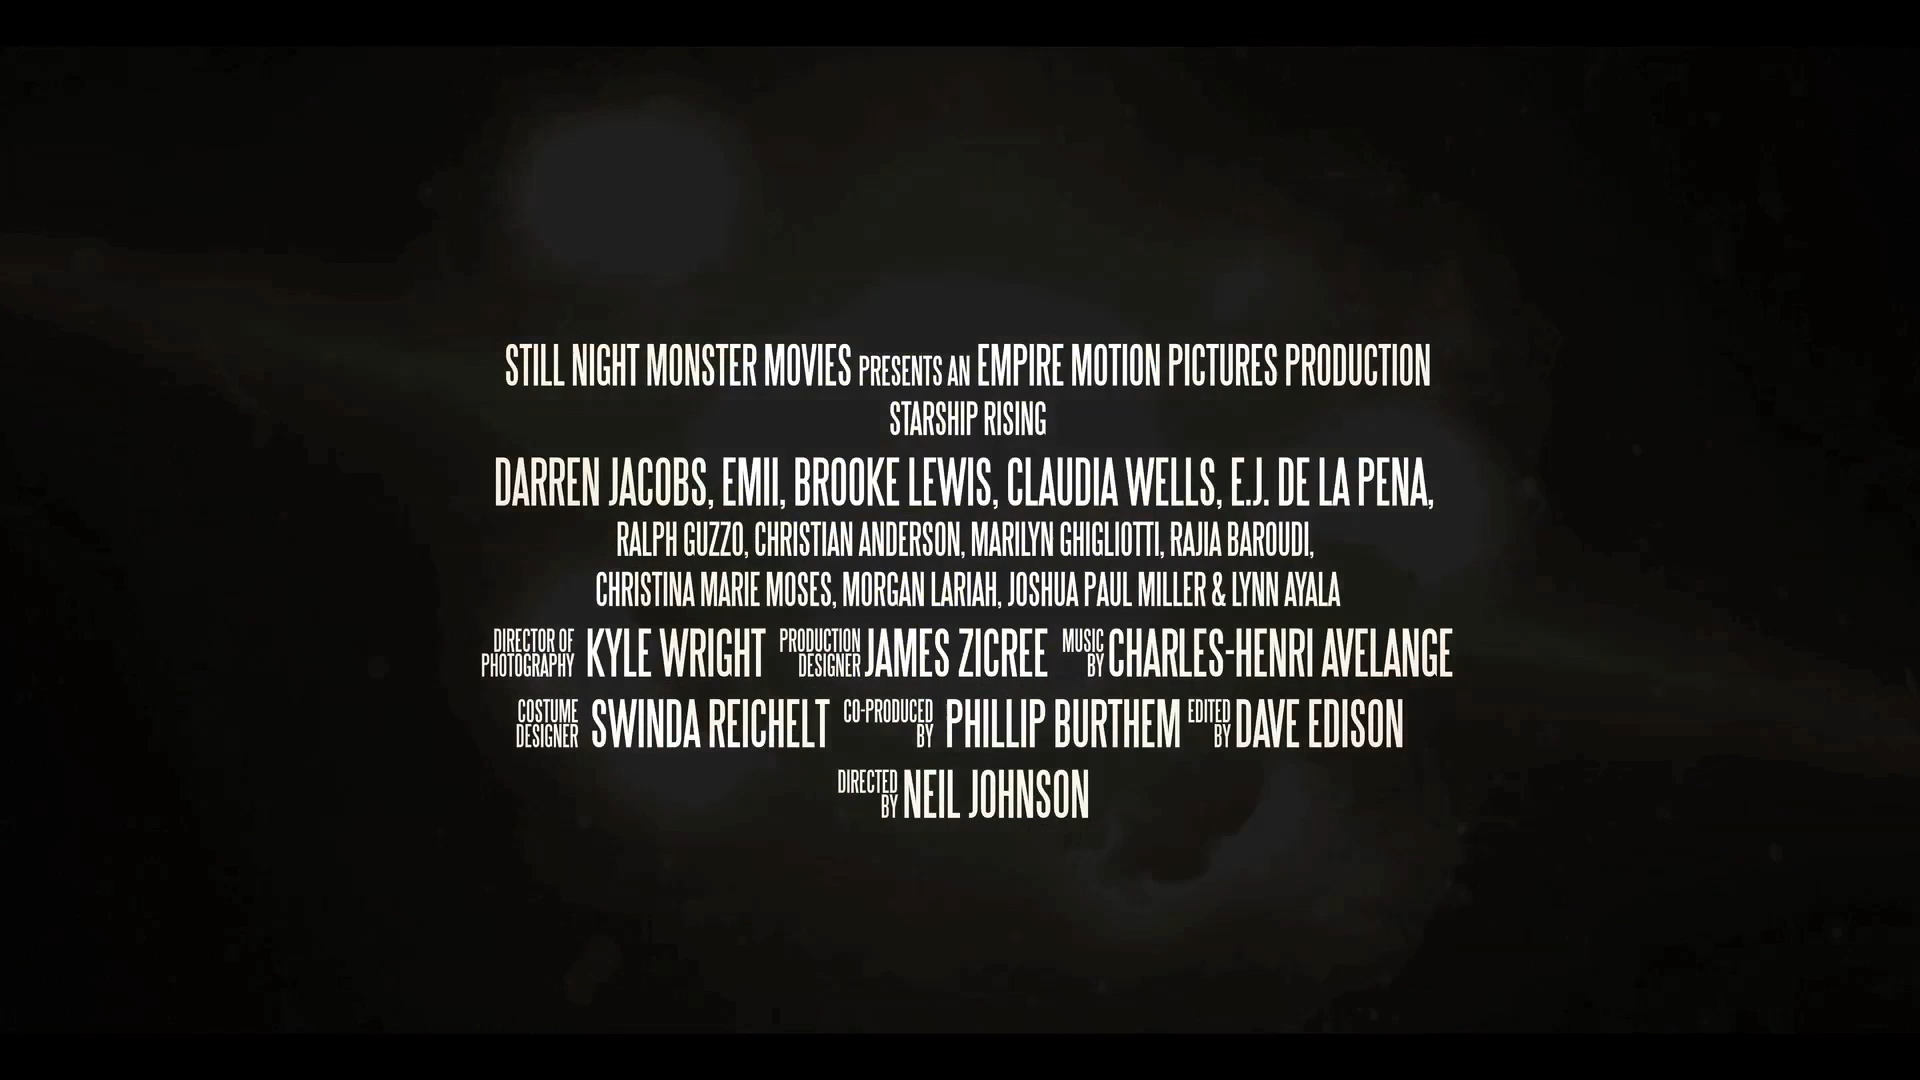 STILL NIGHT MONSTER MOVIES PRESENTS AN EMPIRE MOTION PICTURES PRODUCTION
STARSHIP RISING
DARREN JACOBS, EMII, BROOKE LEWIS, CLAUDIA WELLS, E.J. DE LA PENA,
RALPH GUZZO, CHRISTIAN ANDERSON, MARILYN GHIGLIOTTI, RAJIA BAROUDI,
CHRISTINA MARIE MOSES, MORGAN LARIAH, JOSHUA PAUL MILLER & LYNN AYALA
DIRECTOR OF PHOTOGRAPHY KYLE WRIGHT PRODUCTION DESIGNER JAMES ZICREE MUSIC BY CHARLES-HENRI AVELANGE
COSTUME DESIGNER SWINDA REICHELT CO-PRODUCED BY PHILLIP BURTHEM EDITED BY DAVE EDISON
DIRECTED BY NEIL JOHNSON